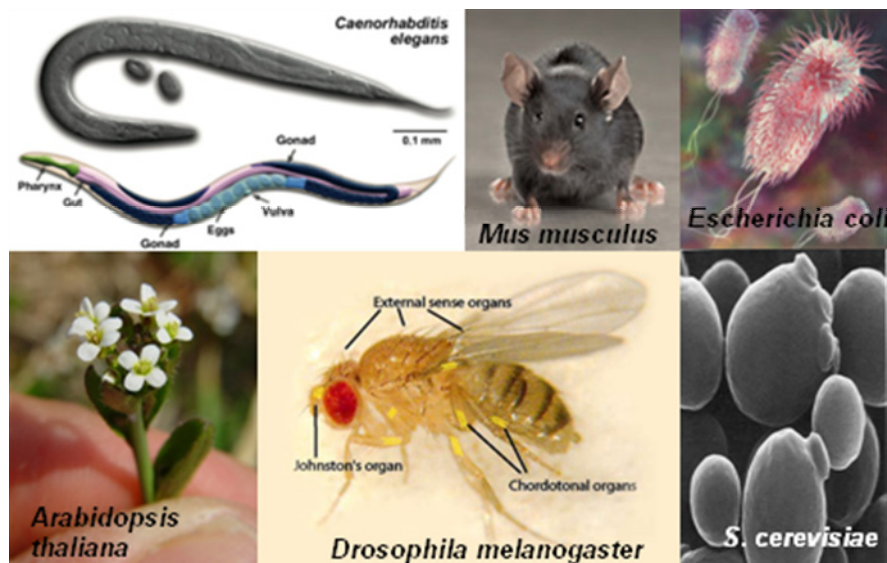 Caenorhabditis
elegans
0.1 mm
Gonad
Pharynx
Gut
Vulva
Eggs
Gonad
Mus musculus
Escherichia coli
External sense organs
Johnston's organ
Chordotonal organs
Arabidopsis
thaliana
Drosophila melanogaster
S. cerevisiae